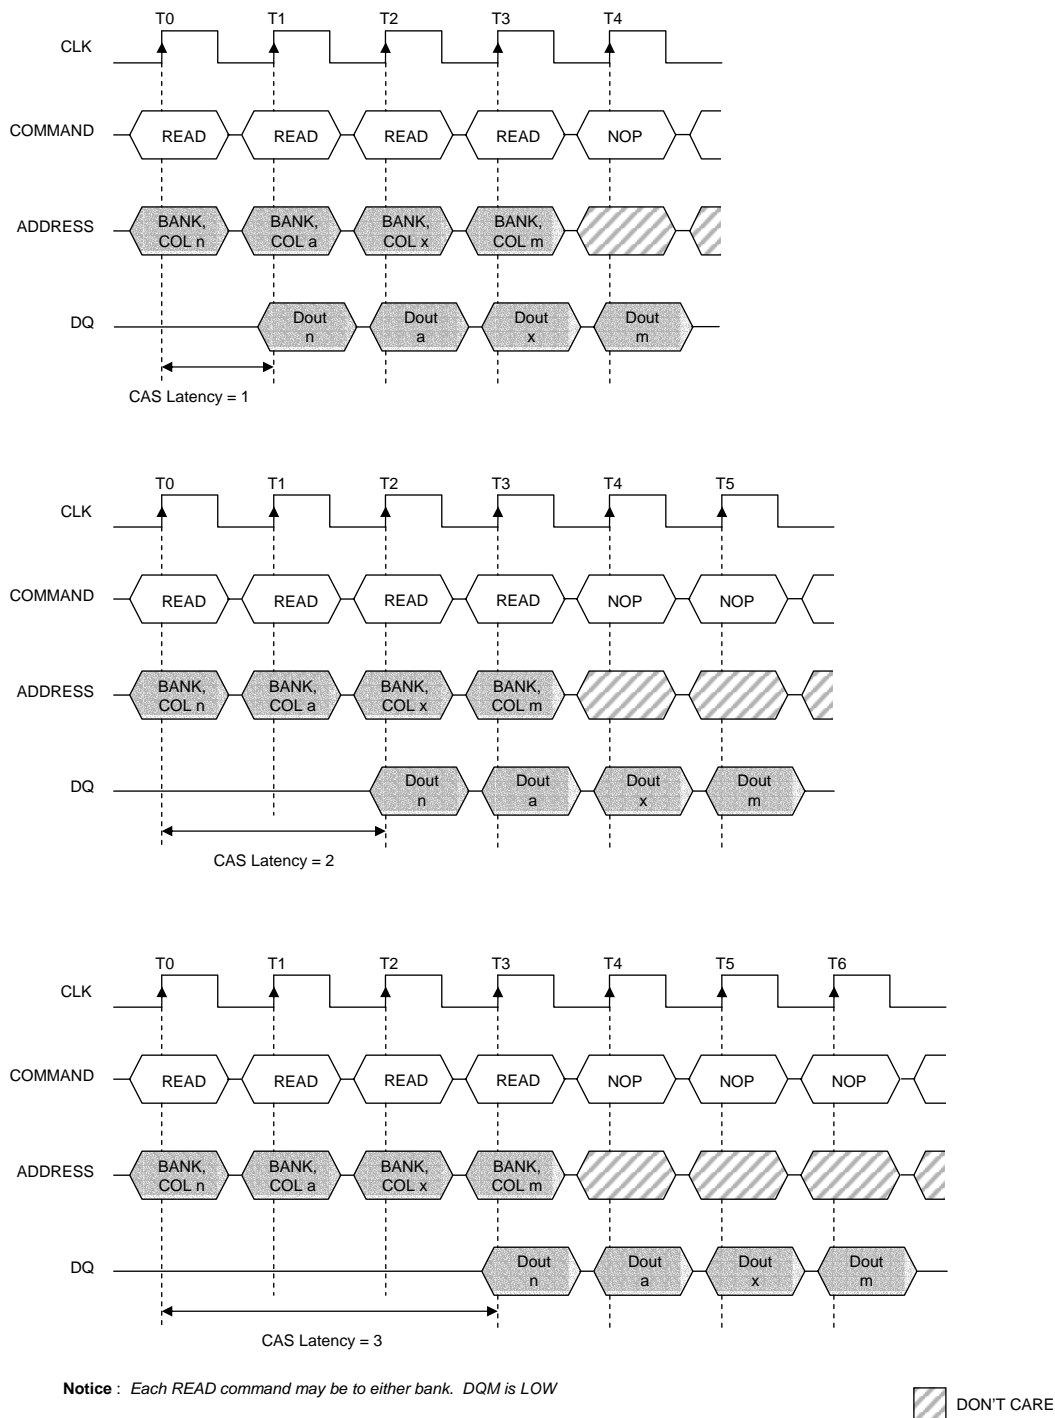 T0 T1 T2 T3 T4
CLK
COMMAND READ READ READ READ NOP
ADDRESS BANK, COL n BANK, COL a BANK, COL x BANK, COL m
DQ Dout n Dout a Dout x Dout m
CAS Latency = 1
T0 T1 T2 T3 T4 T5
CLK
COMMAND READ READ READ READ NOP NOP
ADDRESS BANK, COL n BANK, COL a BANK, COL x BANK, COL m
DQ Dout n Dout a Dout x Dout m
CAS Latency = 2
T0 T1 T2 T3 T4 T5 T6
CLK
COMMAND READ READ READ READ NOP NOP NOP
ADDRESS BANK, COL n BANK, COL a BANK, COL x BANK, COL m
DQ Dout n Dout a Dout x Dout m
CAS Latency = 3
Notice : Each READ command may be to either bank. DQM is LOW
DON'T CARE